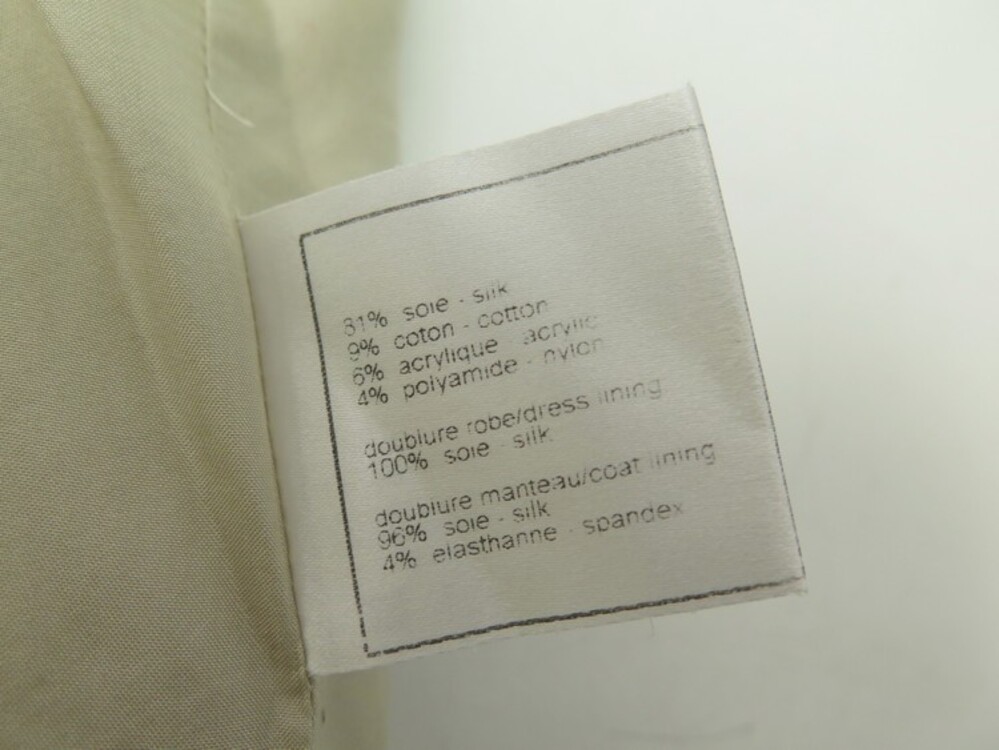 81% soie - silk
9% coton - cotton
6% acrylique - acrylic
4% polyamide - nylon
doublure robe/dress lining
100% soie - silk
doublure manteau/coat lining
96% soie - silk
4% elasthanne - spandex